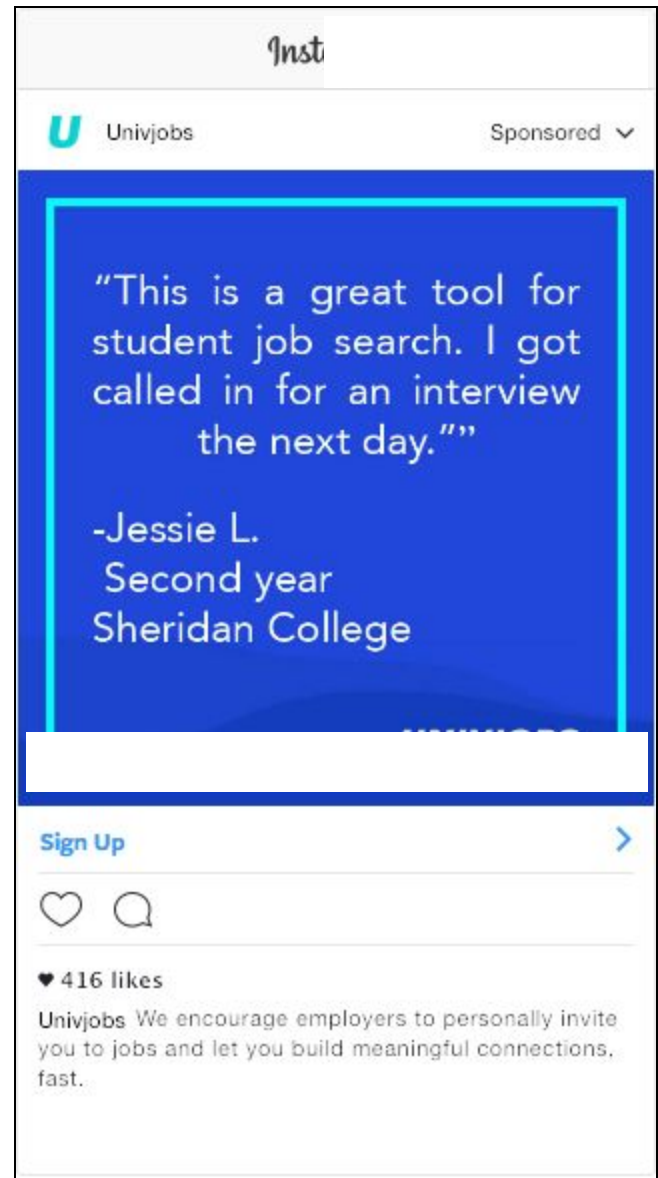 Univjobs Sponsored
“This is a great tool for
student job search. I got
called in for an interview
the next day."”
-Jessie L.
Second year
Sheridan College
Sign Up
416 likes
Univjobs We encourage employers to personally invite
you to jobs and let you build meaningful connections.
fast.